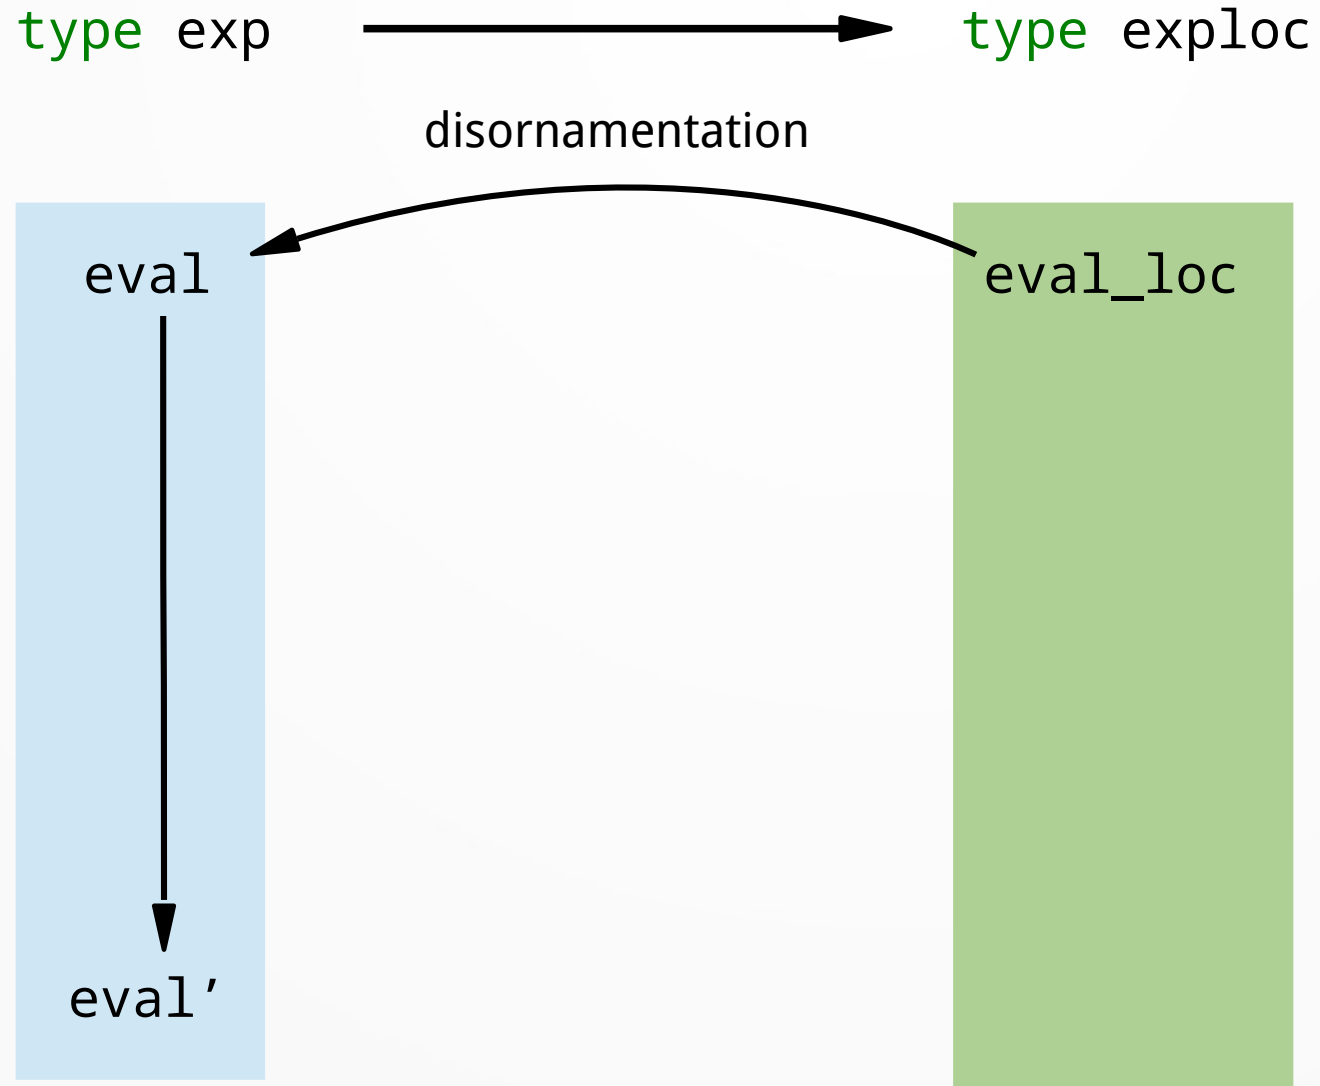 type exp
type exploc
disornamentation
eval
eval_loc
eval’